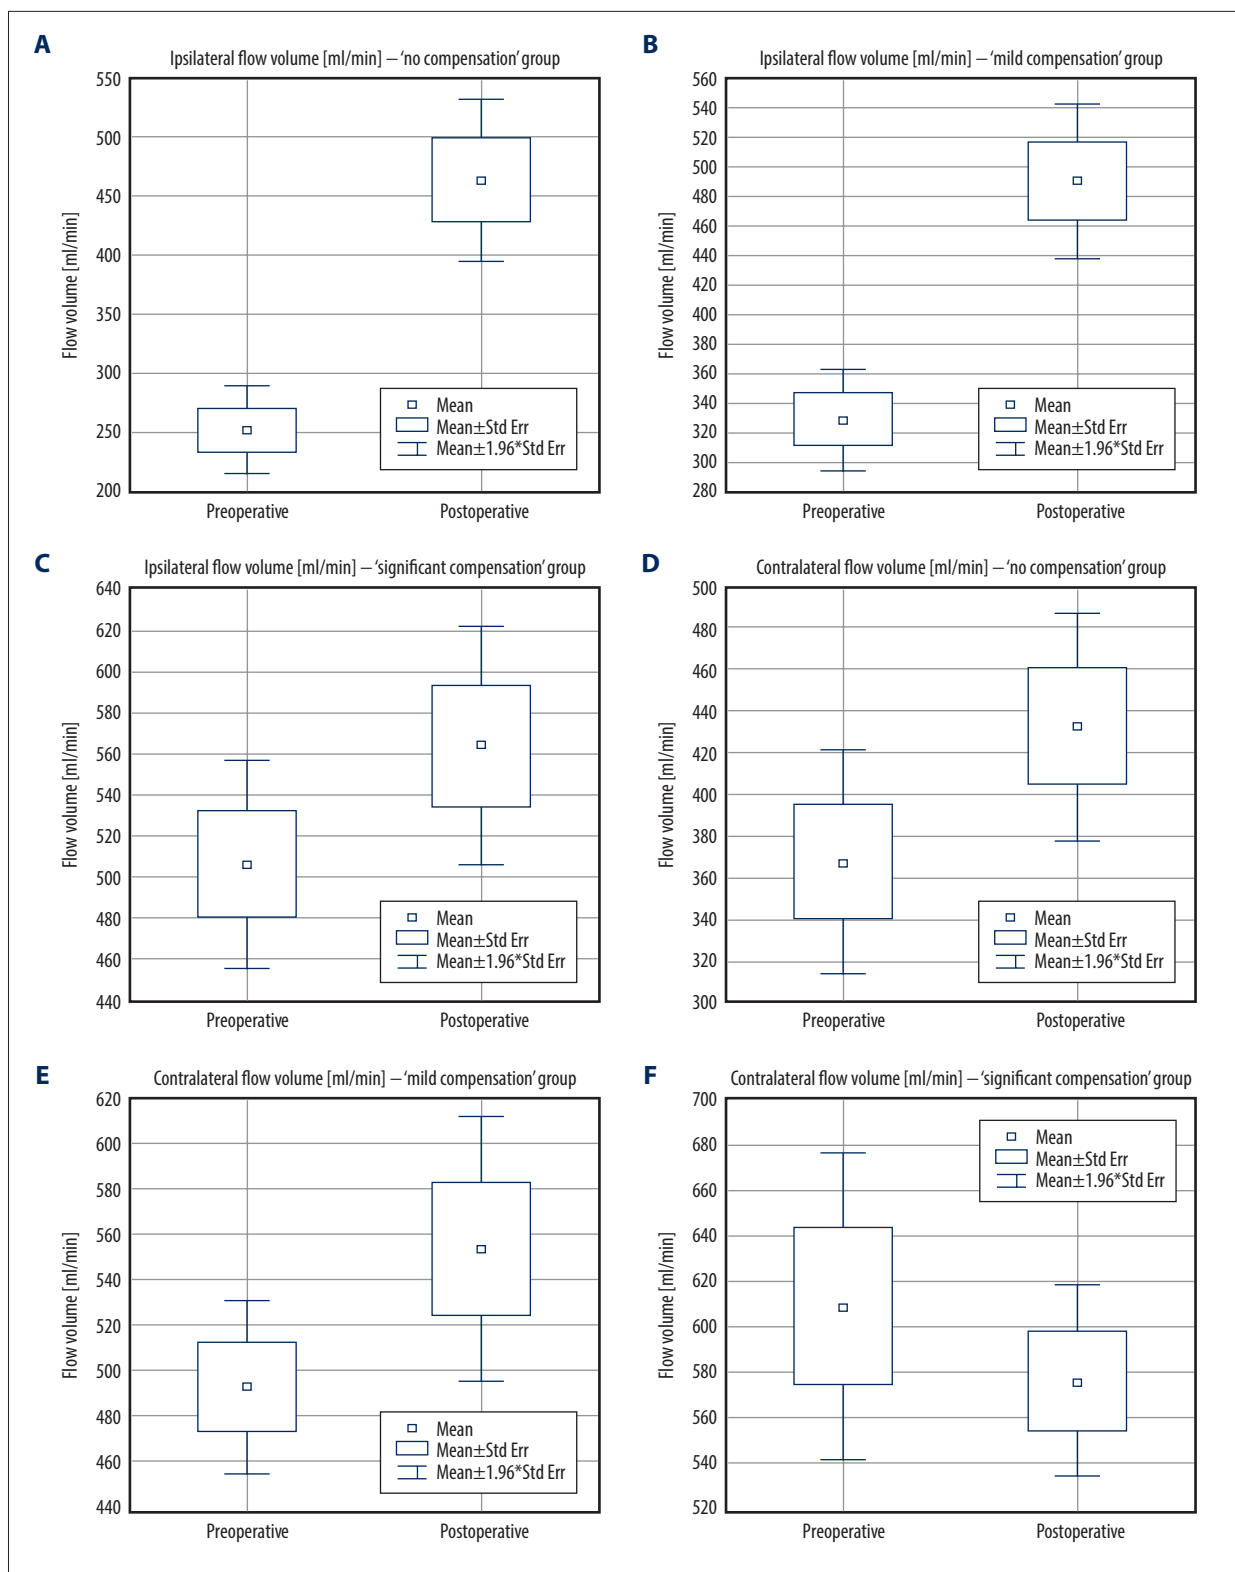 A
Ipsilateral flow volume [ml/min] – ‘no compensation’ group
550
500
450
400
350
300
250
200
Flow volume [ml/min]
Mean
Mean±Std Err
Mean±1.96*Std Err
Preoperative
Postoperative
B
Ipsilateral flow volume [ml/min] – ‘mild compensation’ group
560
540
520
500
480
460
440
420
400
380
360
340
320
300
280
Flow volume [ml/min]
Mean
Mean±Std Err
Mean±1.96*Std Err
Preoperative
Postoperative
C
Ipsilateral flow volume [ml/min] – ‘significant compensation’ group
640
620
600
580
560
540
520
500
480
460
440
Flow volume [ml/min]
Mean
Mean±Std Err
Mean±1.96*Std Err
Preoperative
Postoperative
D
Contralateral flow volume [ml/min] – ‘no compensation’ group
500
480
460
440
420
400
380
360
340
320
300
Flow volume [ml/min]
Mean
Mean±Std Err
Mean±1.96*Std Err
Preoperative
Postoperative
E
Contralateral flow volume [ml/min] – ‘mild compensation’ group
620
600
580
560
540
520
500
480
460
440
Flow volume [ml/min]
Mean
Mean±Std Err
Mean±1.96*Std Err
Preoperative
Postoperative
F
Contralateral flow volume [ml/min] – ‘significant compensation’ group
700
680
660
640
620
600
580
560
540
520
Flow volume [ml/min]
Mean
Mean±Std Err
Mean±1.96*Std Err
Preoperative
Postoperative